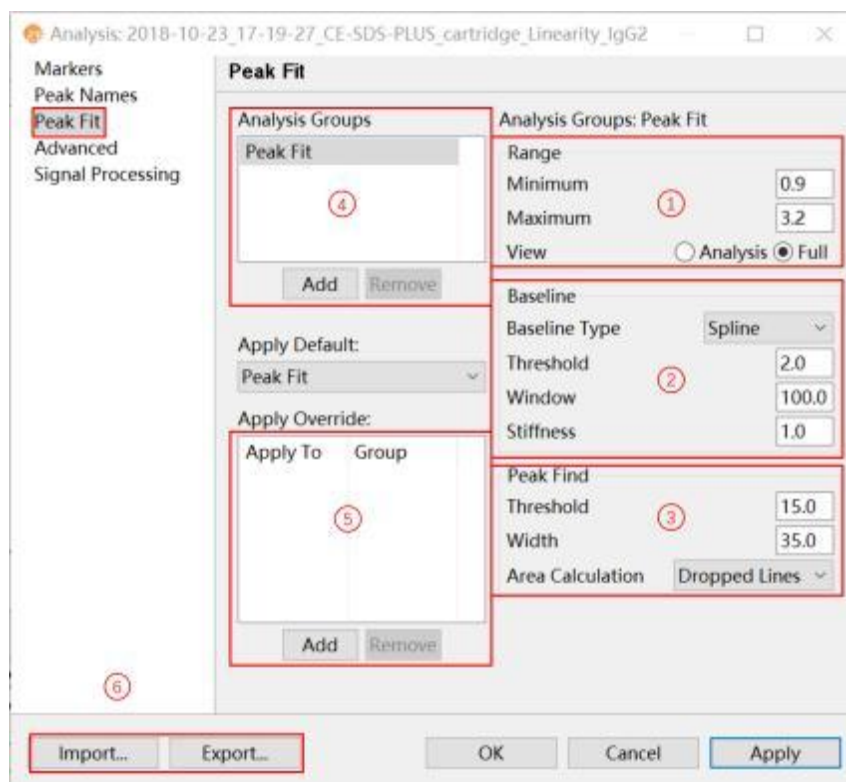 Analysis: 2018-10-23_17-19-27_CE-SDS-PLUS_cartridge_Linearity_IgG2
Markers
Peak Names
Peak Fit
Advanced
Signal Processing
Peak Fit
Analysis Groups
Peak Fit
④
Add Remove
Apply Default:
Peak Fit
Apply Override:
Apply To Group
⑤
Add Remove
Analysis Groups: Peak Fit
Range
Minimum 0.9
①
Maximum 3.2
View Analysis Full
Baseline
Baseline Type Spline
Threshold 2.0
②
Window 100.0
Stiffness 1.0
Peak Find
Threshold 15.0
③
Width 35.0
Area Calculation Dropped Lines
⑥
Import... Export... OK Cancel Apply